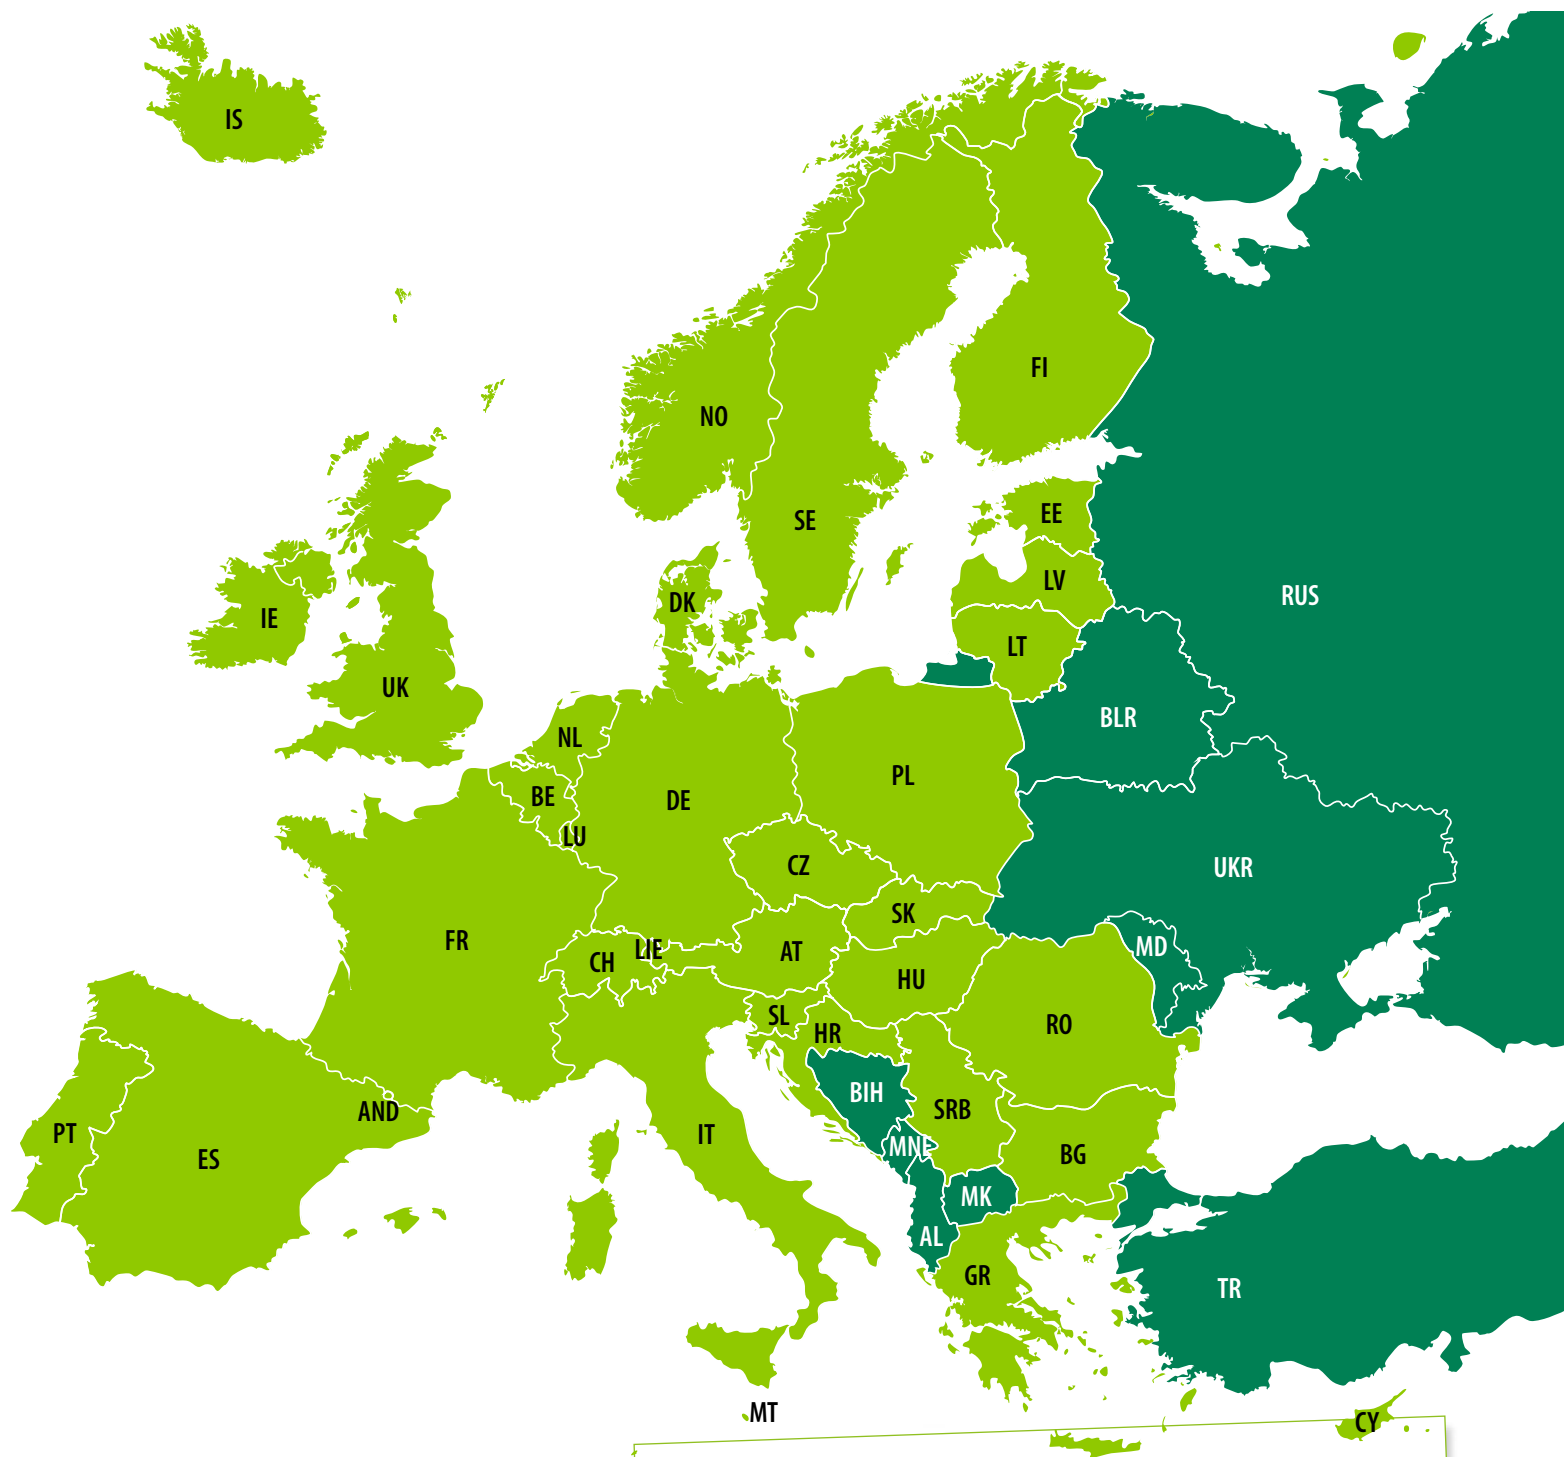 IS
FI
NO
EE
SE
LV
RUS
DK
IE
LT
UK
BLR
NL
PL
BE
DE
LU
CZ
UKR
SK
FR
LIE
AT
MD
CH
HU
SL
RO
HR
BIH
SRB
AND
PT
IT
MNE
BG
ES
MK
AL
GR
TR
MT
CY